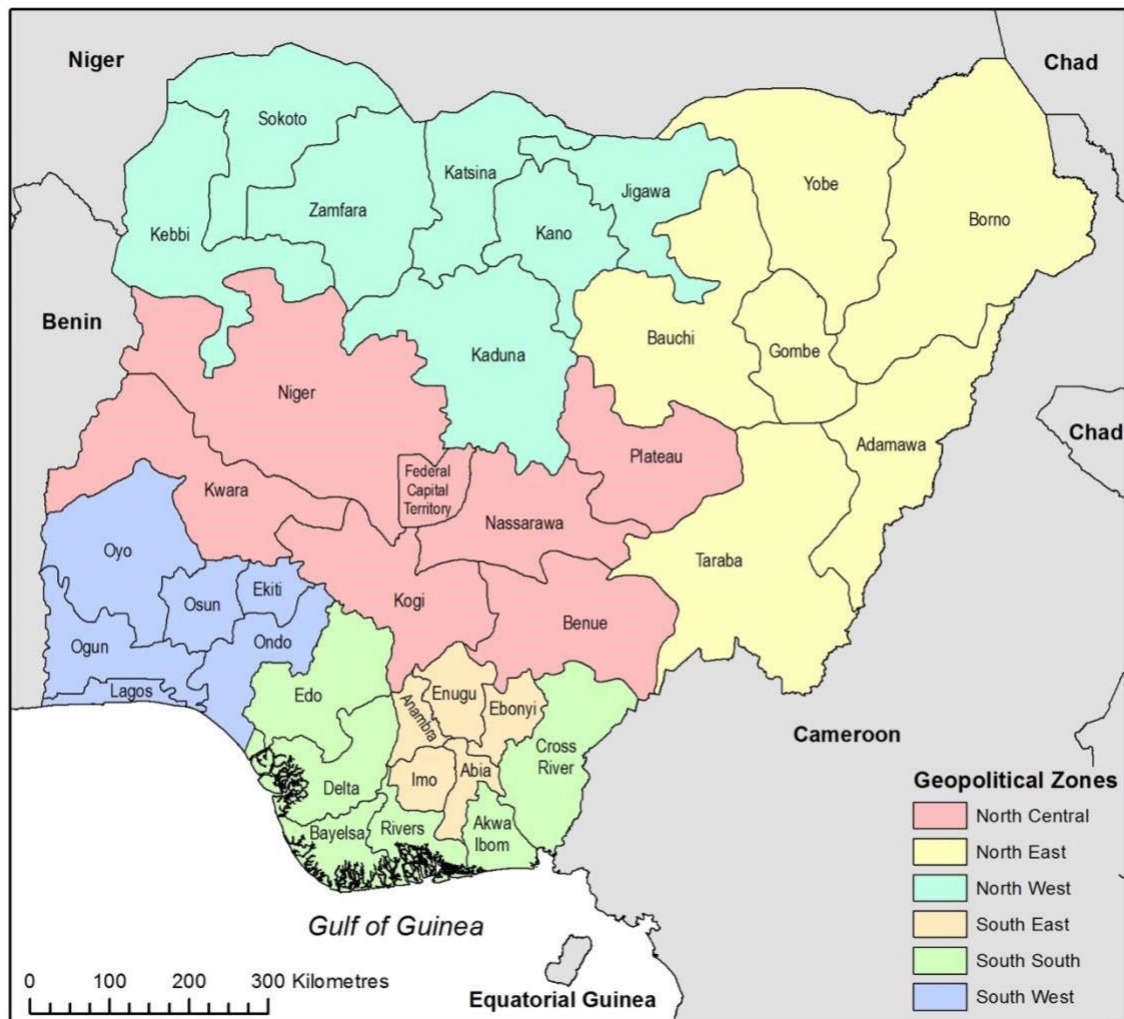 Niger
Chad
Sokoto
Katsina
Jigawa
Yobe
Zamfara
Borno
Kebbi
Kano
Benin
Bauchi
Gombe
Kaduna
Niger
Chad
Adamawa
Plateau
Federal
Capital
Territory
Kwara
Nassarawa
Oyo
Taraba
Ekiti
Osun
Kogi
Benue
Ogun
Ondo
Lagos
Edo
Enugu
Anambra
Ebonyi
Cross
River
Cameroon
Imo
Abia
Delta
Bayelsa
Rivers
Akwa
Ibom
Gulf of Guinea
Equatorial Guinea
0 100 200 300 Kilometres
Geopolitical Zones
North Central
North East
North West
South East
South South
South West